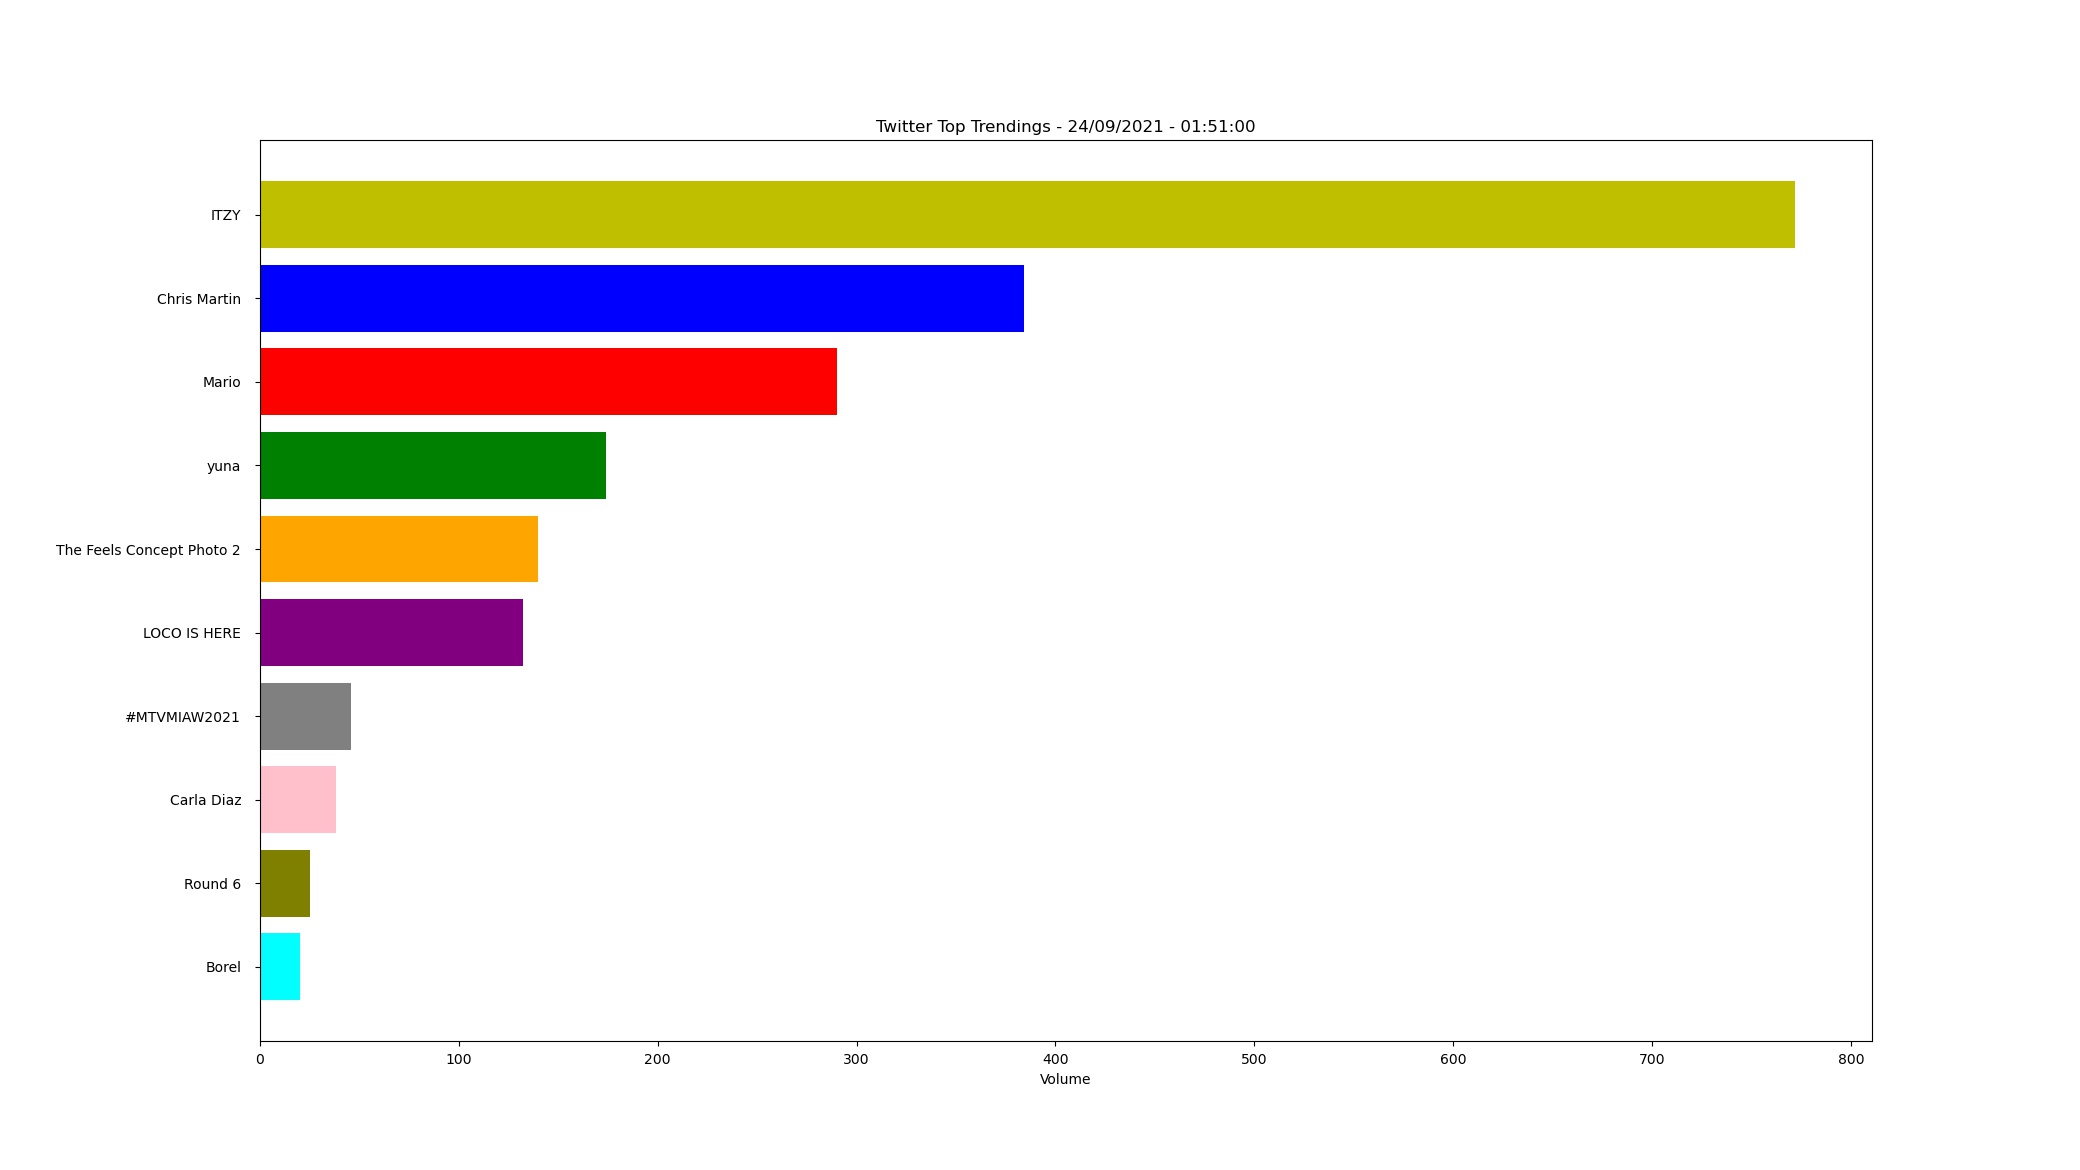 Twitter Top Trendings - 24/09/2021 - 01:51:00
ITZY
Chris Martin
Mario
yuna
The Feels Concept Photo 2
LOCO IS HERE
#MTVMIAW2021
Carla Diaz
Round 6
Borel
0 100 200 300 400 500 600 700 800
Volume